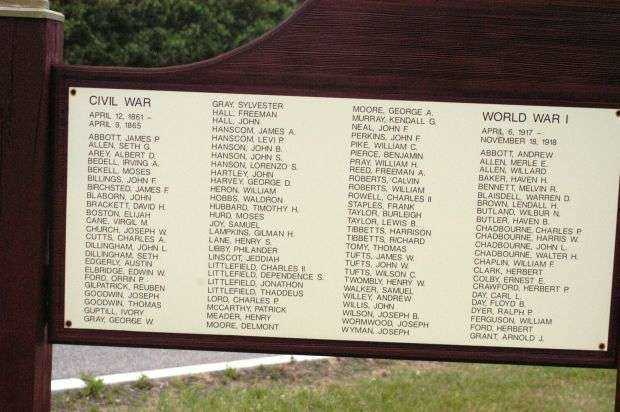 CIVIL WAR
APRIL 12, 1861 –
APRIL 9, 1865
ABBOTT, JAMES P.
ALLEN, SETH G.
AREY, ALBERT D.
BEDELL, IRVING A.
BEKELL, MOSES
BILLINGS, JOHN F.
BIRCHSTED, JAMES F.
BLABORN, JOHN
BRACKETT, DAVID H.
BOSTON, ELIJAH
CANE, VIRGIL M.
CHURCH, JOSEPH W.
CUTTS, CHARLES A.
DILLINGHAM, JOHN L.
DILLINGHAM, SETH
EDGERLY, AUSTIN
ELBRIDGE, EDWIN W.
FORD, ORRIN P.
GILPATRICK, REUBEN
GOODWIN, JOSEPH
GOODWIN, THOMAS
GUPTILL, IVORY
GRAY, GEORGE W.
GRAY, SYLVESTER
HALL, FREEMAN
HALL, JOHN
HANSCOM, JAMES A.
HANSCOM, LEVI P.
HANSON, JOHN B.
HANSON, JOHN S.
HANSON, LORENZO S.
HARTLEY, JOHN
HARVEY, GEORGE D.
HERON, WILLIAM
HOBBS, WALDRON
HUBBARD, TIMOTHY H.
HURD, MOSES
JOY, SAMUEL
LAMPKINS, GILMAN H.
LANE, HENRY S.
LIBBY, PHILANDER
LINSCOT, JEDDIAH
LITTLEFIELD, CHARLES II
LITTLEFIELD, DEPENDENCE S.
LITTLEFIELD, JONATHON
LITTLEFIELD, THADDEUS
LORD, CHARLES P.
McCARTHY, PATRICK
MEADER, HENRY
MOORE, DELMONT
MOORE, GEORGE A.
MURRAY, KENDALL G.
NEAL, JOHN F.
PERKINS, JOHN F.
PIKE, WILLIAM C.
PIERCE, BENJAMIN
PRAY, WILLIAM H.
REED, FREEMAN A.
ROBERTS, CALVIN
ROBERTS, WILLIAM
ROWELL, CHARLES II
STAPLES, FRANK
TAYLOR, BURLEIGH
TAYLOR, LEWIS B.
TIBBETTS, HARRISON
TIBBETTS, RICHARD
TOMY, THOMAS
TUFTS, JAMES W.
TUFTS, JOHN W.
TUFTS, WILSON C.
TWOMBLY, HENRY W.
WALKER, SAMUEL
WILLEY, ANDREW
WILLIS, JOHN
WILSON, JOSEPH B.
WORMWOOD, JOSEPH
WYMAN, JOSEPH
WORLD WAR I
APRIL 6, 1917 –
NOVEMBER 18, 1918
ABBOTT, ANDREW
ALLEN, MERLE E.
ALLEN, WILLARD
BAKER, HAVEN H.
BENNETT, MELVIN R.
BLAISDELL, WARREN D.
BROWN, LENDALL H.
BUTLAND, WILBUR N.
BUTLER, HAVEN B.
CHADBOURNE, CHARLES P.
CHADBOURNE, HARRIS W.
CHADBOURNE, JOHN L.
CHADBOURNE, WALTER H.
CHAPLIN, WILLIAM F.
CLARK, HERBERT
COLBY, ERNEST E.
CRAWFORD, HERBERT P.
DAY, CARL L.
DAY, FLOYD B.
DYER, RALPH P.
FERGUSON, WILLIAM
FORD, HERBERT
GRANT, ARNOLD J.